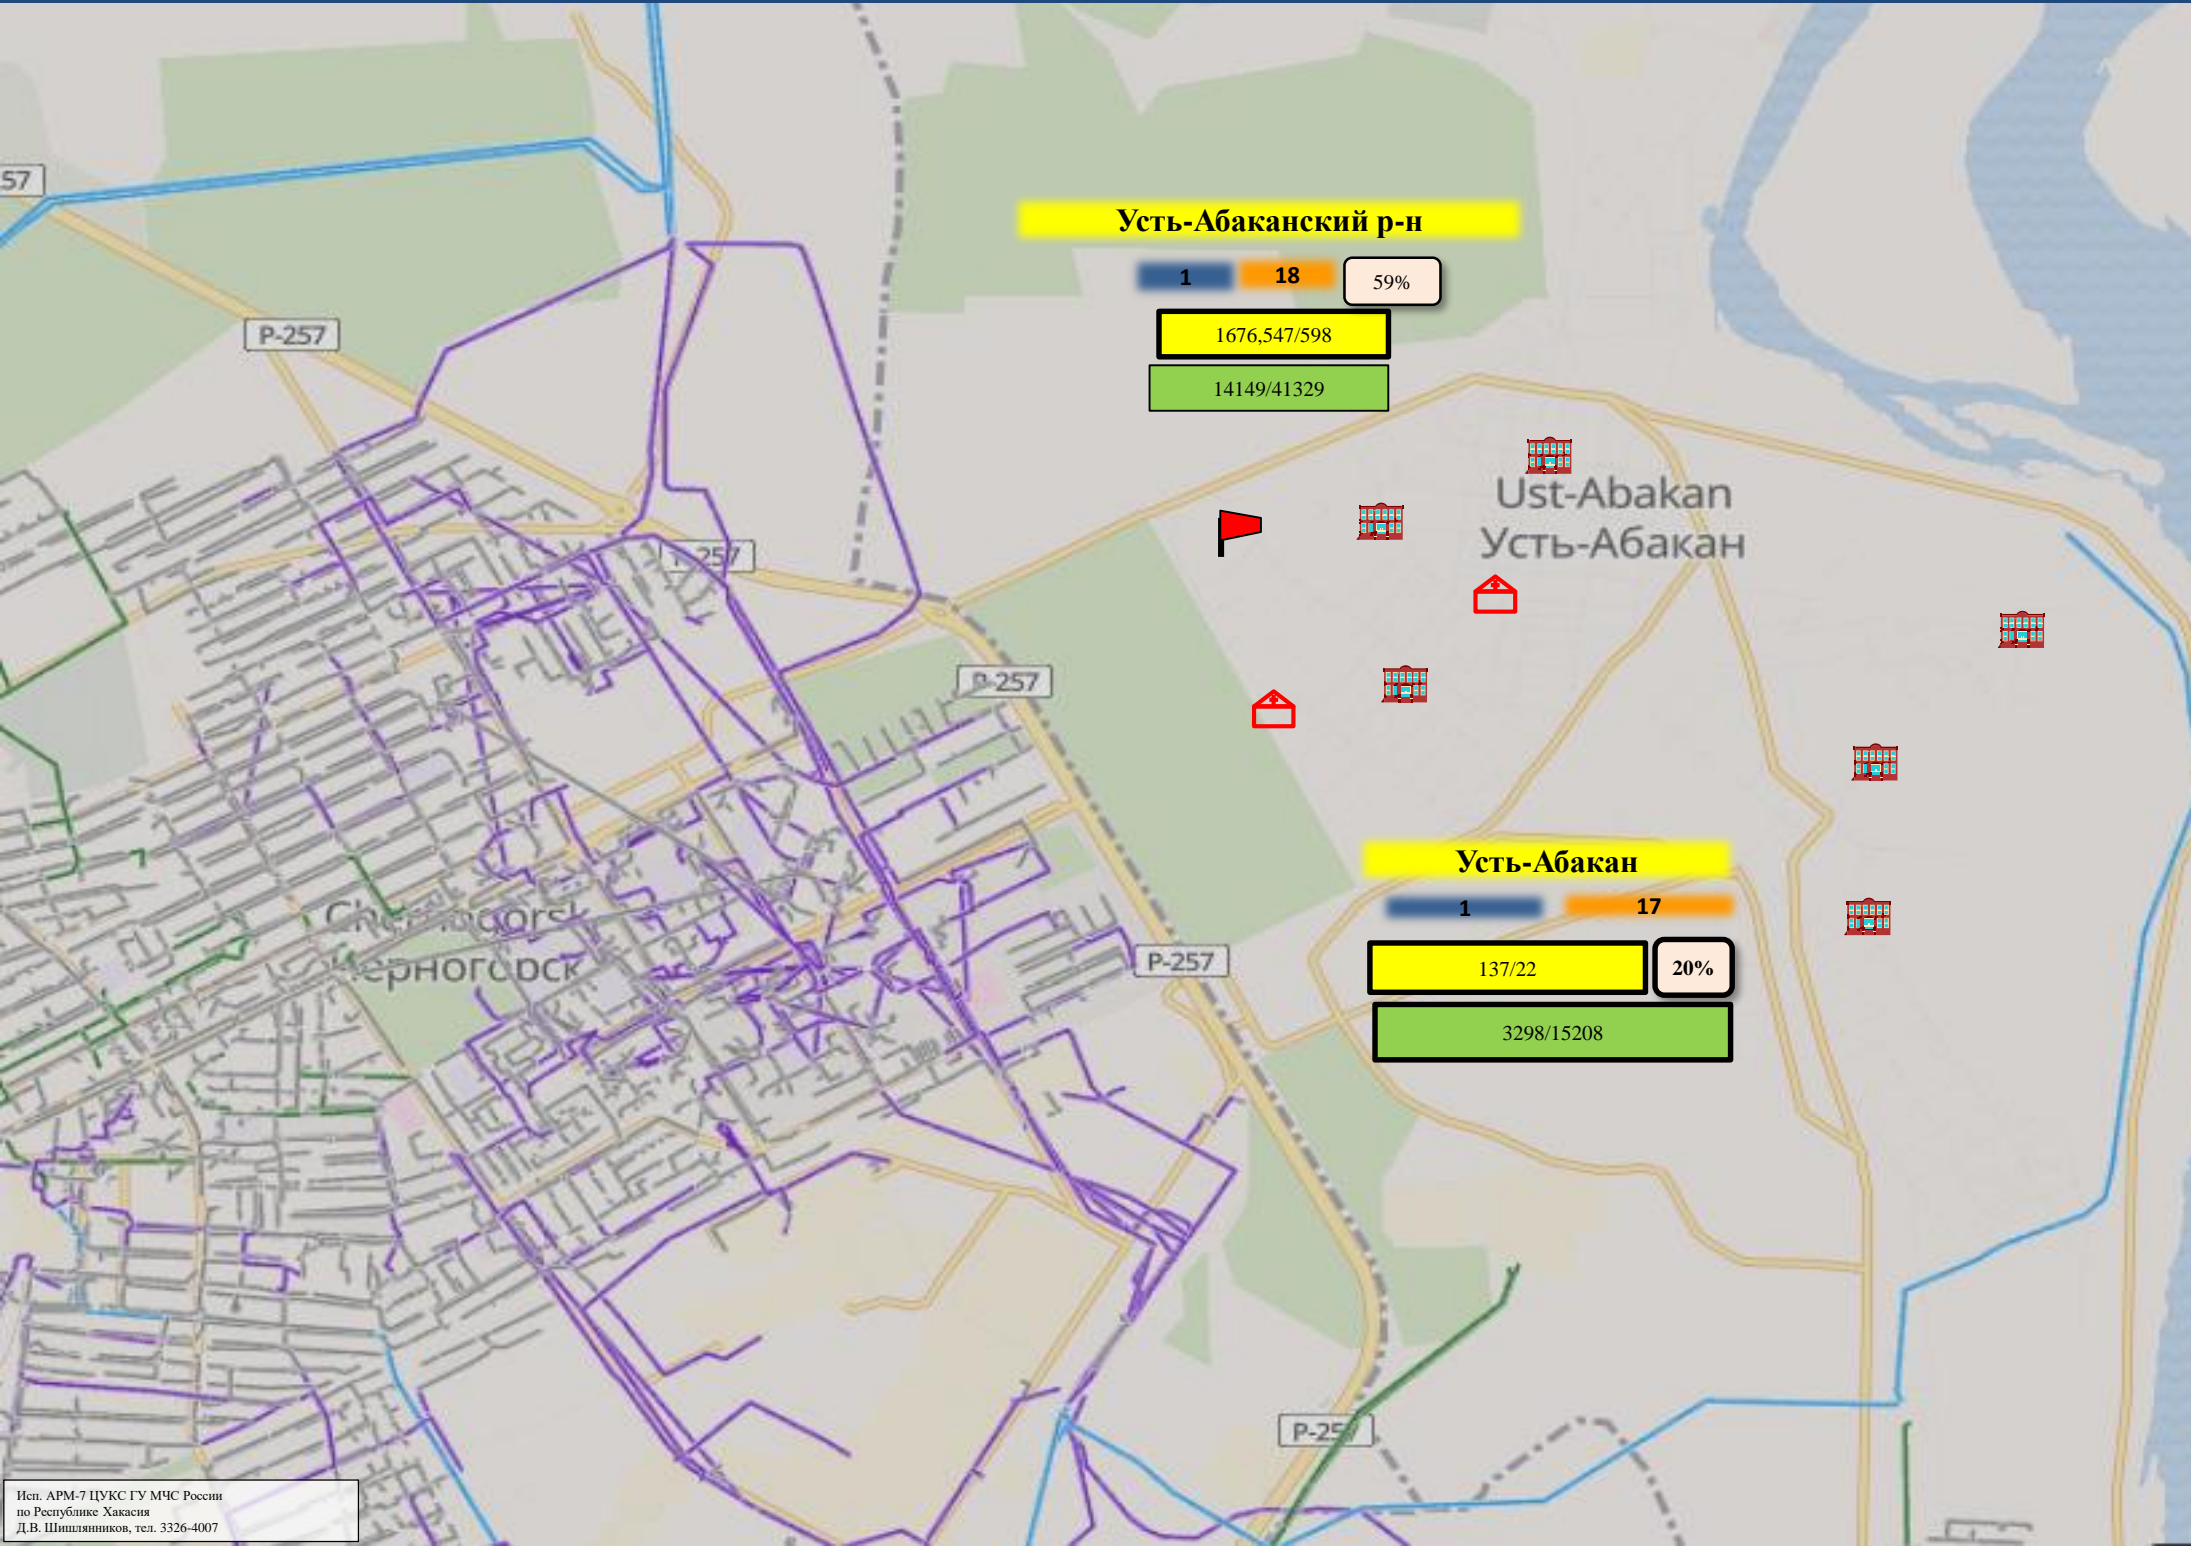 57
Усть-Абаканский р-н
1
18
59%
1676,547/598
14149/41329
P-257
Ust-Abakan
Усть-Абакан
P-257
P-257
Усть-Абакан
1
17
137/22
20%
3298/15208
Chernogorsk
Черногорск
P-257
P-257
Исп. АРМ-7 ЦУКС ГУ МЧС России
по Республике Хакасия
Д.В. Шишлянников, тел. 3326-4007